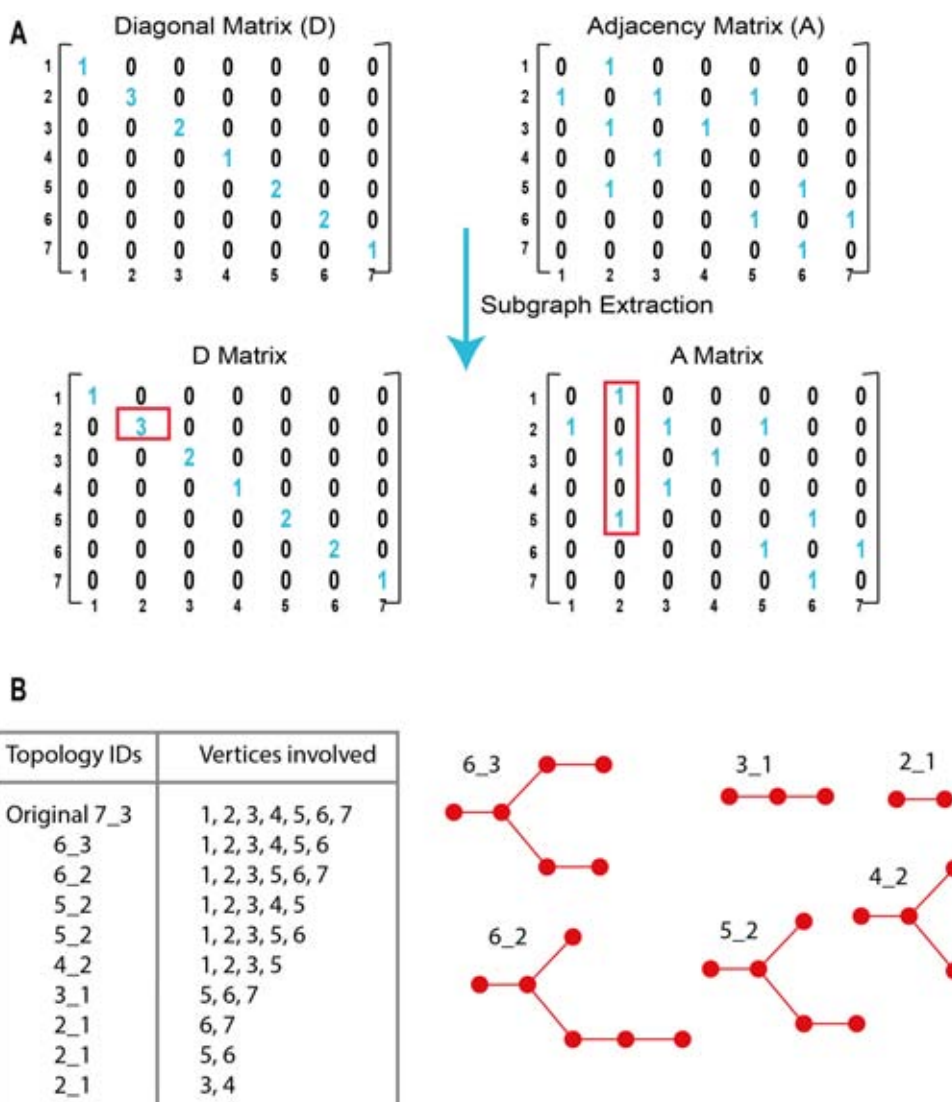 A
Diagonal Matrix (D)
1 1 0 0 0 0 0 0
2 0 3 0 0 0 0 0
3 0 0 2 0 0 0 0
4 0 0 0 1 0 0 0
5 0 0 0 0 2 0 0
6 0 0 0 0 0 2 0
7 0 0 0 0 0 0 1
1 2 3 4 5 6 7
Adjacency Matrix (A)
1 0 1 0 0 0 0 0
2 1 0 1 0 1 0 0
3 0 1 0 1 0 0 0
4 0 0 1 0 0 0 0
5 0 1 0 0 0 1 0
6 0 0 0 0 1 0 1
7 0 0 0 0 0 1 0
1 2 3 4 5 6 7
Subgraph Extraction
D Matrix
1 1 0 0 0 0 0 0
2 0 3 0 0 0 0 0
3 0 0 2 0 0 0 0
4 0 0 0 1 0 0 0
5 0 0 0 0 2 0 0
6 0 0 0 0 0 2 0
7 0 0 0 0 0 0 1
1 2 3 4 5 6 7
A Matrix
1 0 1 0 0 0 0 0
2 1 0 1 0 1 0 0
3 0 1 0 1 0 0 0
4 0 0 1 0 0 0 0
5 0 1 0 0 0 1 0
6 0 0 0 0 1 0 1
7 0 0 0 0 0 1 0
1 2 3 4 5 6 7
B
Topology IDs Vertices involved
Original 7_3 1, 2, 3, 4, 5, 6, 7
6_3 1, 2, 3, 4, 5, 6
6_2 1, 2, 3, 5, 6, 7
5_2 1, 2, 3, 4, 5
5_2 1, 2, 3, 5, 6
4_2 1, 2, 3, 5
3_1 5, 6, 7
2_1 6, 7
2_1 5, 6
2_1 3, 4
6_3
3_1
2_1
4_2
6_2
5_2